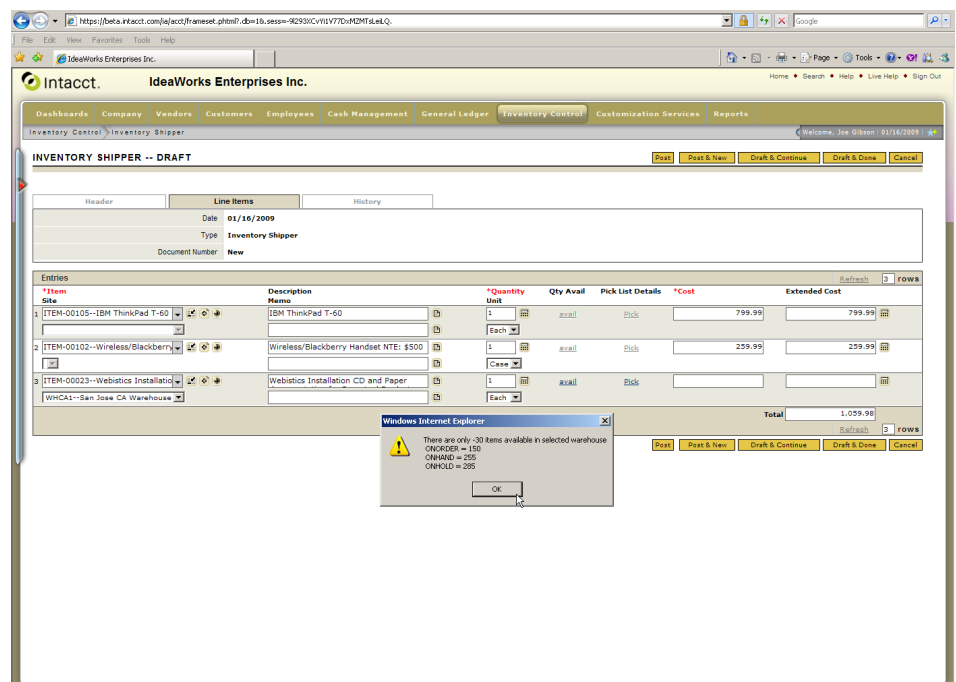 https://beta.intacct.com/ia/acct/frameset.phtml?.db=1&.sess=-9I293XCvYi1V77DxMZMTsLeiLQ.
Google
File Edit View Favorites Tools Help
IdeaWorks Enterprises Inc.
Page Tools
Intacct. IdeaWorks Enterprises Inc.
Home Search Help Live Help Sign Out
Dashboards Company Vendors Customers Employees Cash Management General Ledger Inventory Control Customization Services Reports
Inventory Control Inventory Shipper
Welcome, Joe Gibson | 01/16/2009
INVENTORY SHIPPER -- DRAFT
Post Post & New Draft & Continue Draft & Done Cancel
Header Line Items History
Date 01/16/2009
Type Inventory Shipper
Document Number New
Entries Refresh 3 rows
*Item Description *Quantity Qty Avail Pick List Details *Cost Extended Cost
Site Memo Unit
1 ITEM-00105--IBM ThinkPad T-60 IBM ThinkPad T-60 1 avail Pick 799.99 799.99
Each
2 ITEM-00102--Wireless/Blackberry Wireless/Blackberry Handset NTE: $500 1 avail Pick 259.99 259.99
Case
3 ITEM-00023--Webistics Installatio Webistics Installation CD and Paper 1 avail Pick
WHCA1--San Jose CA Warehouse Each
Total 1,059.98
Refresh 3 rows
Post Post & New Draft & Continue Draft & Done Cancel
Windows Internet Explorer
There are only -30 items available in selected warehouse
ONORDER = 150
ONHAND = 255
ONHOLD = 285
OK